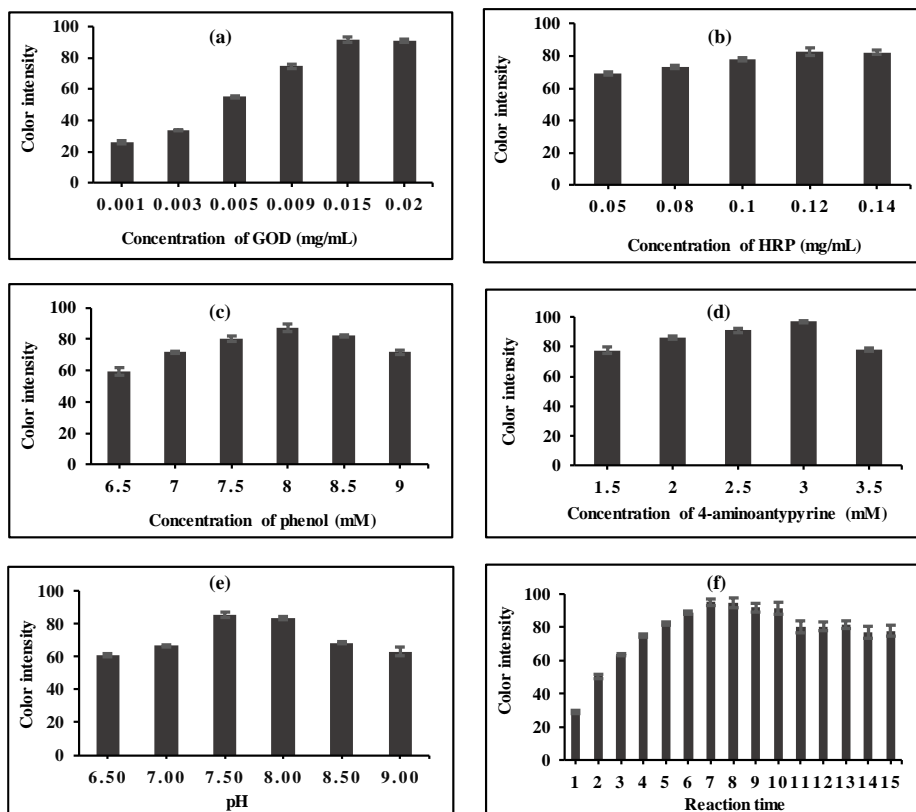 (a)
Color intensity
100
80
60
40
20
0
0.001 0.003 0.005 0.009 0.015 0.02
Concentration of GOD (mg/mL)
(b)
Color intensity
100
80
60
40
20
0
0.05 0.08 0.1 0.12 0.14
Concentration of HRP (mg/mL)
(c)
Color intensity
100
80
60
40
20
0
6.5 7 7.5 8 8.5 9
Concentration of phenol (mM)
(d)
Color intensity
100
80
60
40
20
0
1.5 2 2.5 3 3.5
Concentration of 4-aminoantypyrine (mM)
(e)
Color intensity
100
80
60
40
20
0
6.50 7.00 7.50 8.00 8.50 9.00
pH
(f)
Color intensity
100
80
60
40
20
0
1 2 3 4 5 6 7 8 9 10 11 12 13 14 15
Reaction time